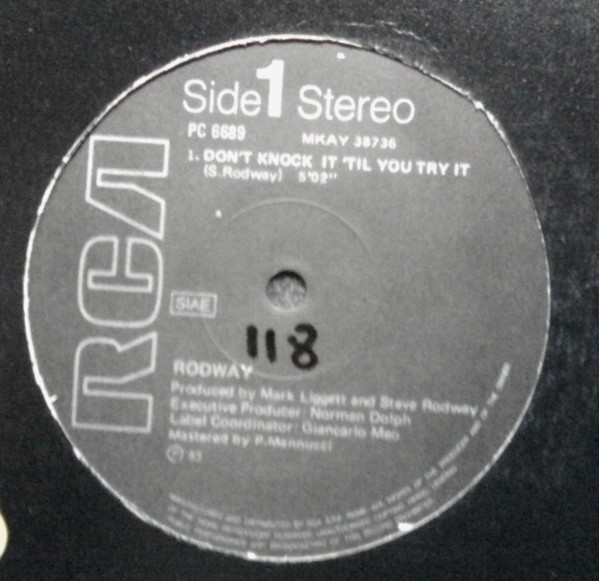 Side 1 Stereo
PC 6689 MKAY 38736
1. DON'T KNOCK IT 'TIL YOU TRY IT
(S.Rodway) 5'02"
RCA
SIAE
118
RODWAY
Produced by Mark Liggett and Steve Rodway
Executive Producer: Norman Dolph
Label Coordinator: Giancarlo Meo
Mastered by P.Mannucci
Ⓟ 83